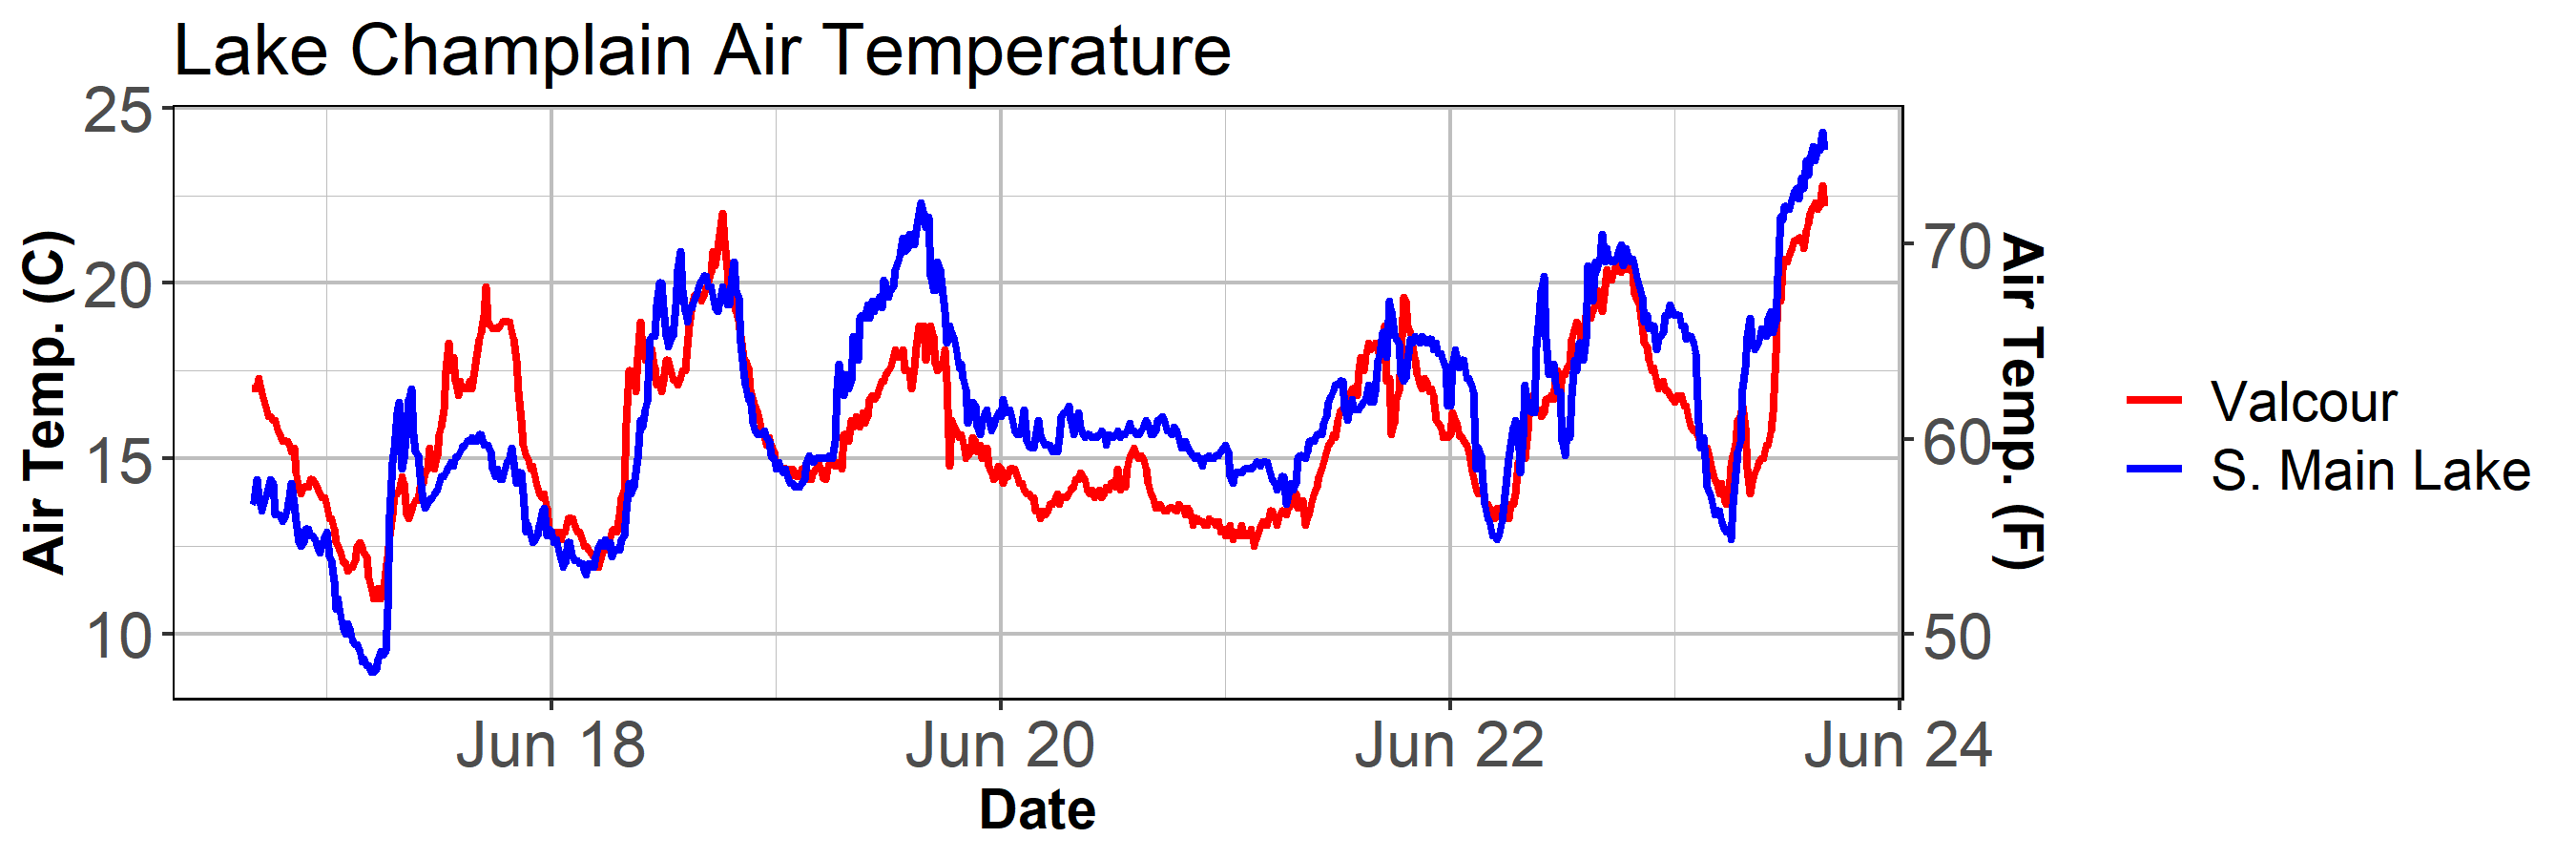 Lake Champlain Air Temperature
25
20
15
10
Air Temp. (C)
70
60
50
Air Temp. (F)
Jun 18 Jun 20 Jun 22 Jun 24
Date
Valcour
S. Main Lake